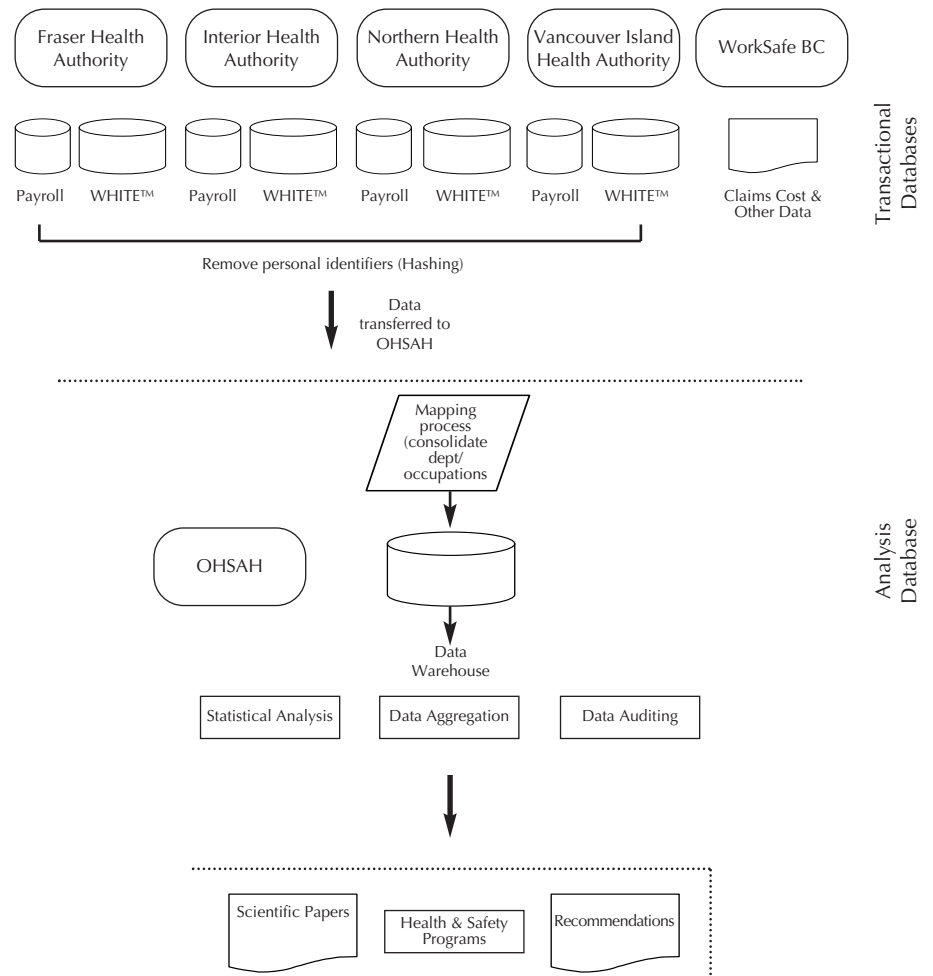 Fraser Health
Authority
Interior Health
Authority
Northern Health
Authority
Vancouver Island
Health Authority
WorkSafe BC
Payroll
WHITE™
Payroll
WHITE™
Payroll
WHITE™
Payroll
WHITE™
Claims Cost &
Other Data
Transactional
Databases
Remove personal identifiers (Hashing)
Data
transferred to
OHSAH
Mapping
process
(consolidate
dept/
occupations
OHSAH
Analysis
Database
Data
Warehouse
Statistical Analysis
Data Aggregation
Data Auditing
Scientific Papers
Health & Safety
Programs
Recommendations